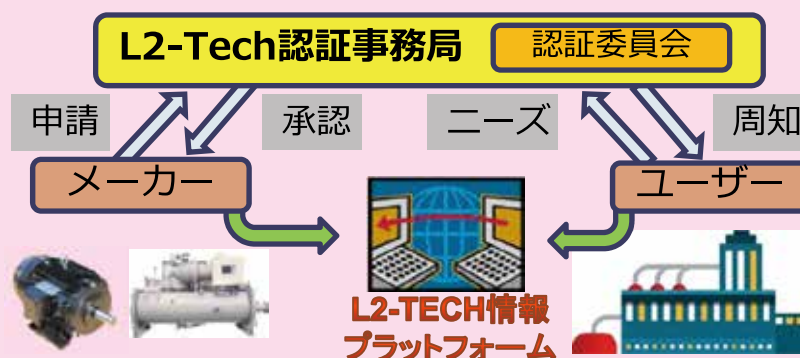 L2-Tech認証事務局 認証委員会
申請 承認 ニーズ 周知
メーカー ユーザー
L2-TECH情報
プラットフォーム